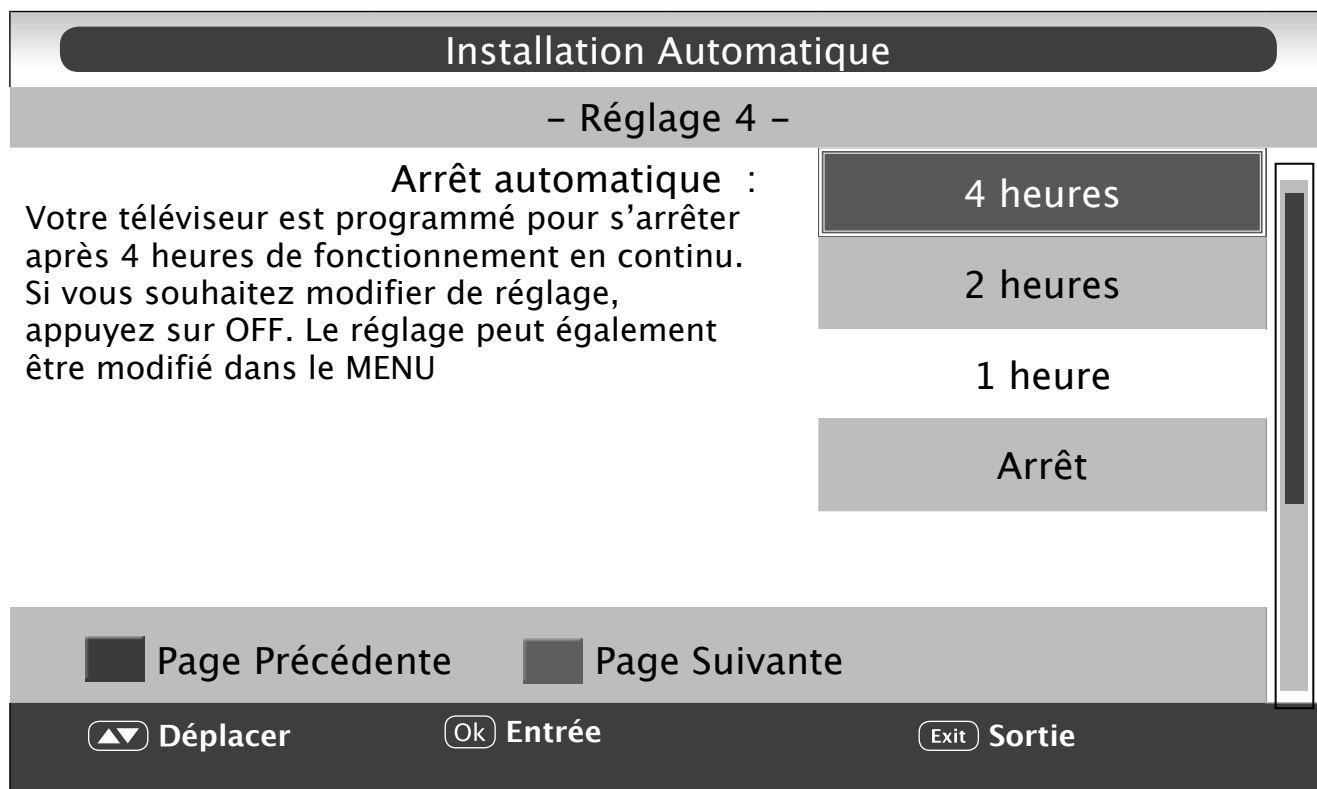 Installation Automatique
– Réglage 4 –
Arrêt automatique :
Votre téléviseur est programmé pour s’arrêter
après 4 heures de fonctionnement en continu.
Si vous souhaitez modifier de réglage,
appuyez sur OFF. Le réglage peut également
être modifié dans le MENU
4 heures
2 heures
1 heure
Arrêt
Page Précédente Page Suivante
Déplacer Ok Entrée Exit Sortie